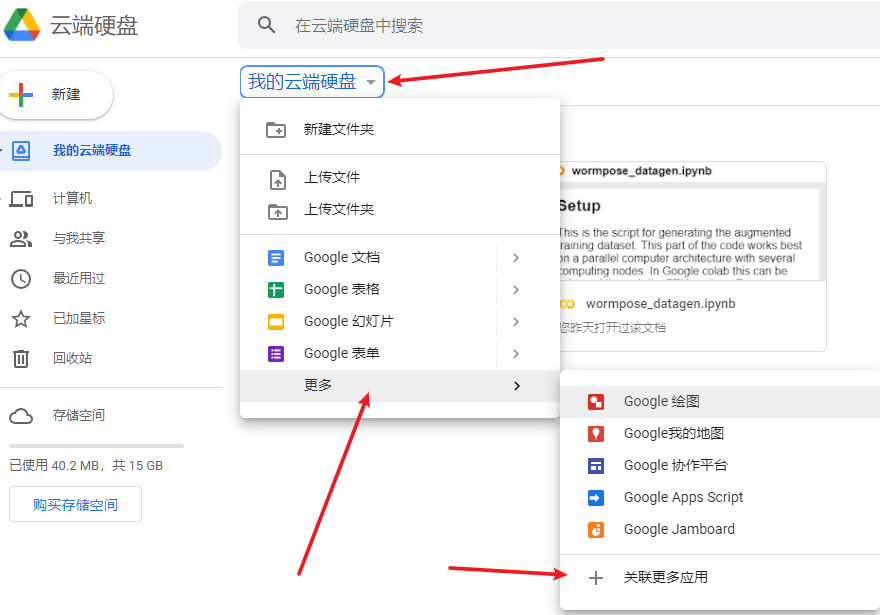 云端硬盘
在云端硬盘中搜索
新建
我的云端硬盘
计算机
与我共享
最近用过
已加星标
回收站
存储空间
已使用 40.2 MB，共 15 GB
购买存储空间
我的云端硬盘
新建文件夹
上传文件
上传文件夹
Google 文档
Google 表格
Google 幻灯片
Google 表单
更多
wormpose_datagen.ipynb
Setup
This is the script for generating the augmented
training dataset. This part of the code works best
on a parallel computer architecture with several
computing nodes. In Google colab this can be
wormpose_datagen.ipynb
您昨天打开过该文档
Google 绘图
Google我的地图
Google 协作平台
Google Apps Script
Google Jamboard
关联更多应用